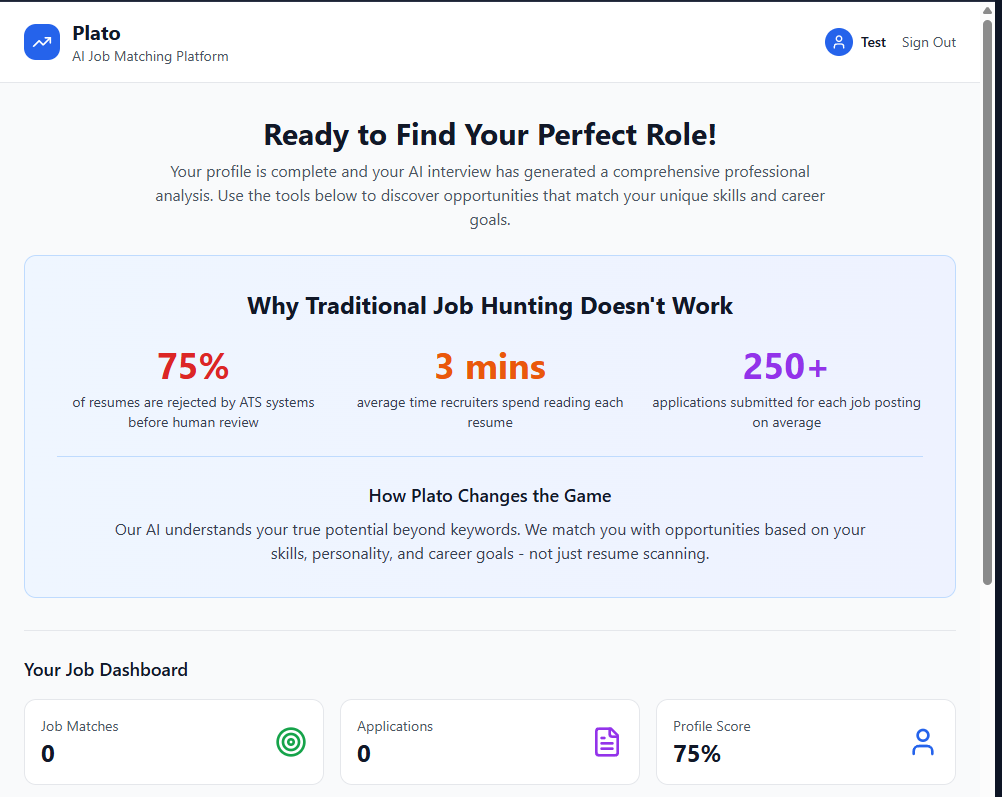 Plato
AI Job Matching Platform
Test
Sign Out
Ready to Find Your Perfect Role!
Your profile is complete and your AI interview has generated a comprehensive professional
analysis. Use the tools below to discover opportunities that match your unique skills and career
goals.
Why Traditional Job Hunting Doesn't Work
75%
of resumes are rejected by ATS systems
before human review
3 mins
average time recruiters spend reading each
resume
250+
applications submitted for each job posting
on average
How Plato Changes the Game
Our AI understands your true potential beyond keywords. We match you with opportunities based on your
skills, personality, and career goals - not just resume scanning.
Your Job Dashboard
Job Matches
0
Applications
0
Profile Score
75%